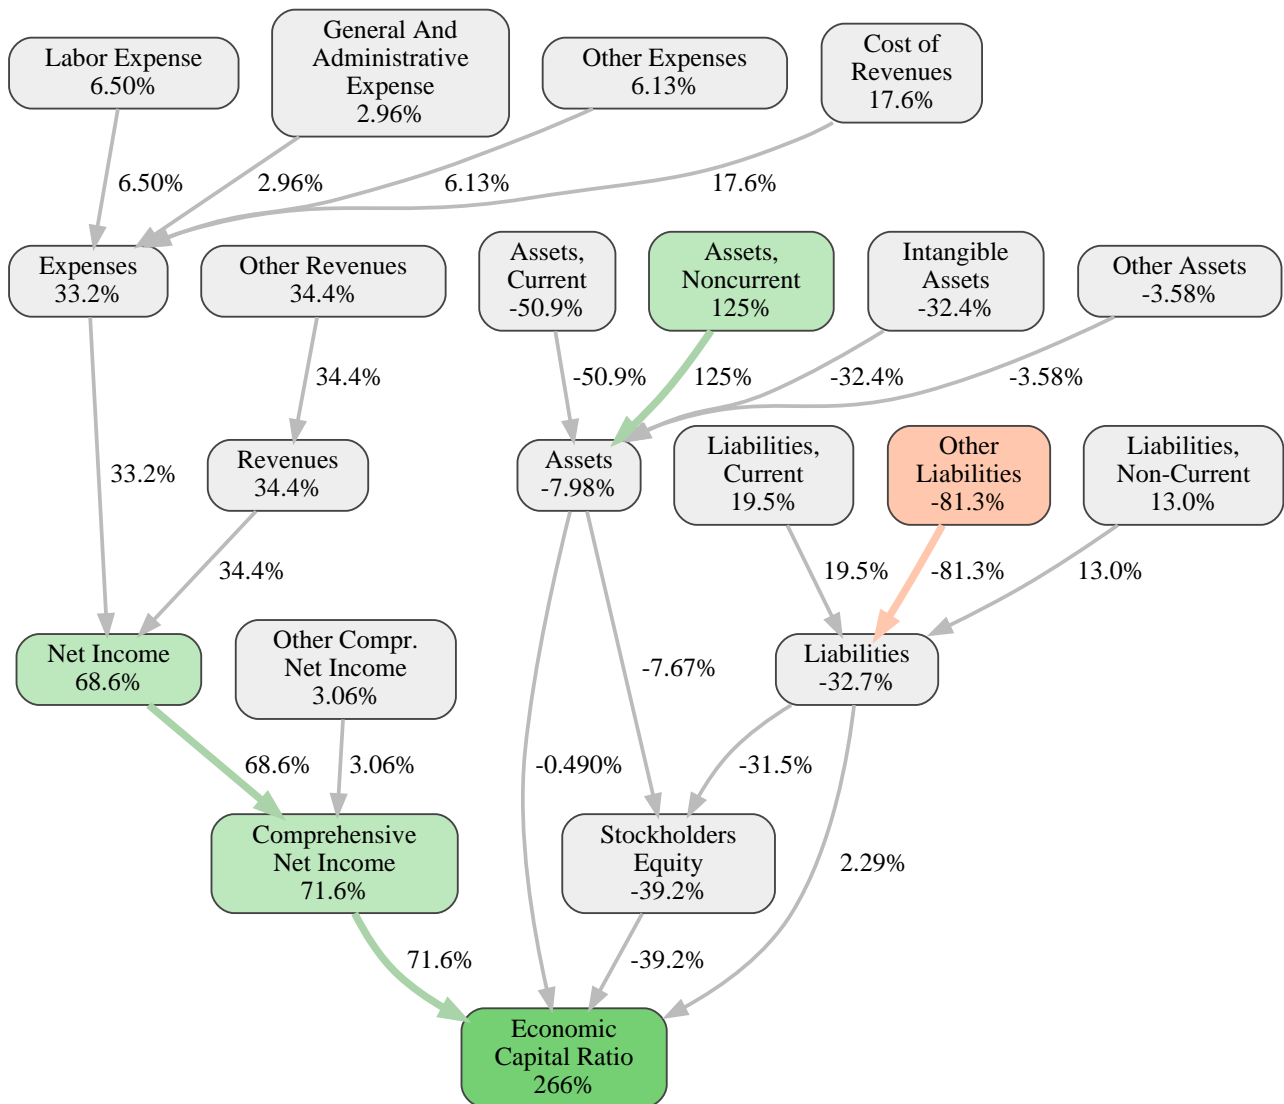 Labor Expense
6.50%
General And
Administrative
Expense
2.96%
Other Expenses
6.13%
Cost of
Revenues
17.6%
6.50%
2.96%
6.13%
17.6%
Expenses
33.2%
Other Revenues
34.4%
Assets,
Current
-50.9%
Assets,
Noncurrent
125%
Intangible
Assets
-32.4%
Other Assets
-3.58%
34.4%
-50.9%
125%
-32.4%
-3.58%
33.2%
Revenues
34.4%
Assets
-7.98%
Liabilities,
Current
19.5%
Other
Liabilities
-81.3%
Liabilities,
Non-Current
13.0%
34.4%
19.5%
-81.3%
13.0%
Net Income
68.6%
Other Compr.
Net Income
3.06%
-7.67%
Liabilities
-32.7%
68.6%
3.06%
-0.490%
-31.5%
Comprehensive
Net Income
71.6%
Stockholders
Equity
-39.2%
2.29%
71.6%
-39.2%
Economic
Capital Ratio
266%